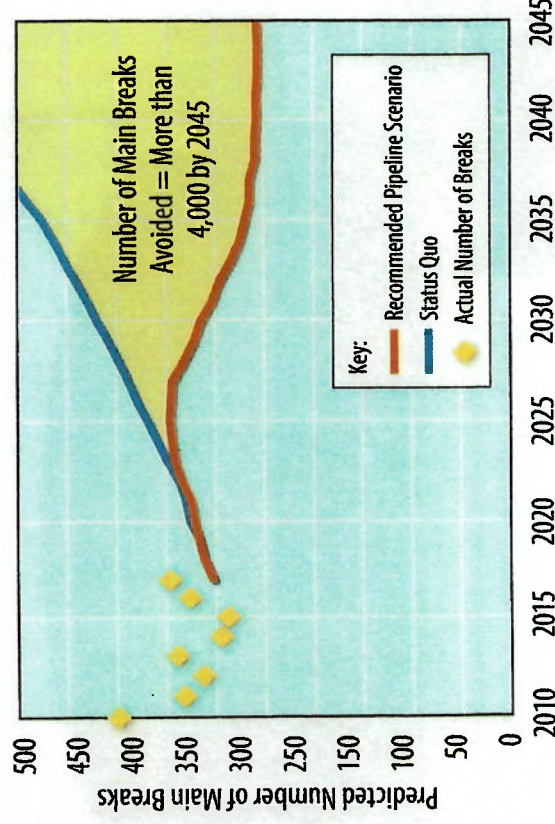 Predicted Number of Main Breaks
500
450
400
350
300
250
200
150
100
50
0
Number of Main Breaks
Avoided = More than
4,000 by 2045
Key:
Recommended Pipeline Scenario
Status Quo
Actual Number of Breaks
2010
2015
2020
2025
2030
2035
2040
2045